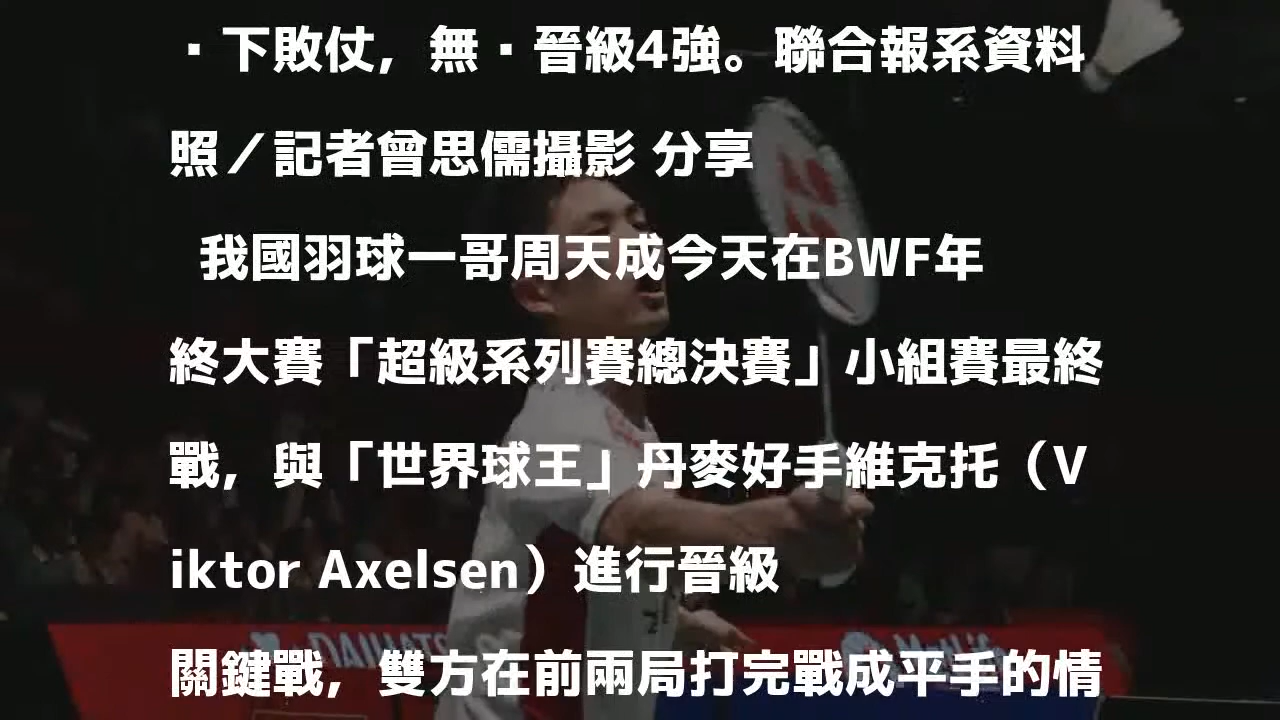 ▪下敗仗，無▪晉級4強。聯合報系資料
照／記者曾思儒攝影 分享
我國羽球一哥周天成今天在BWF年
終大賽「超級系列賽總決賽」小組賽最終
戰，與「世界球王」丹麥好手維克托（V
iktor Axelsen）進行晉級
關鍵戰，雙方在前兩局打完戰成平手的情